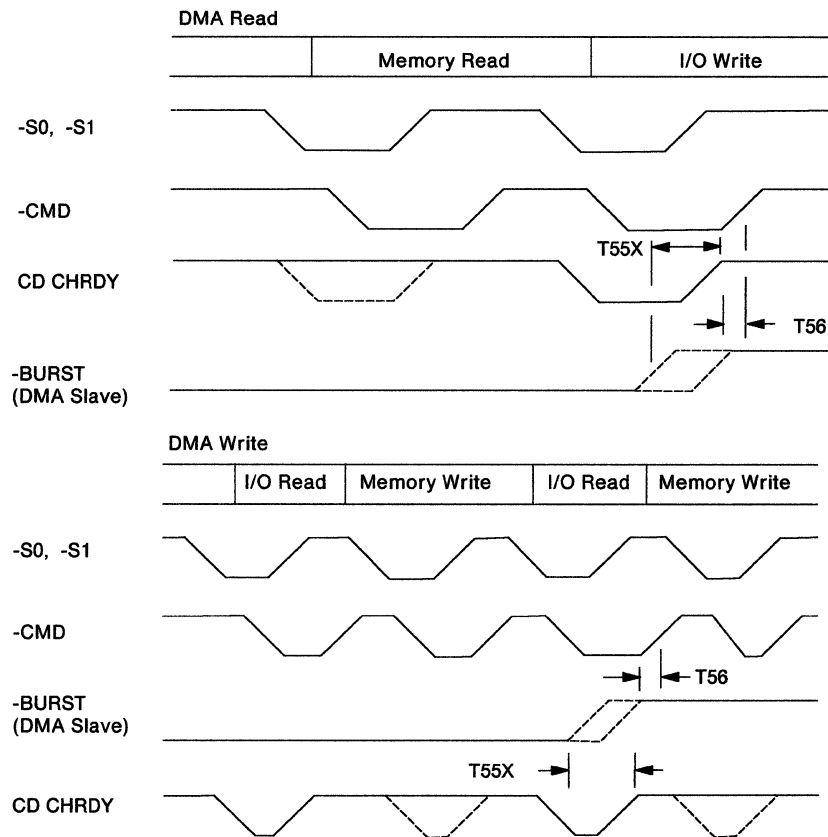 DMA Read
Memory Read I/O Write
-S0, -S1
-CMD
T55X
CD CHRDY
T56
-BURST
(DMA Slave)
DMA Write
I/O Read Memory Write I/O Read Memory Write
-S0, -S1
-CMD
T56
-BURST
(DMA Slave)
T55X
CD CHRDY